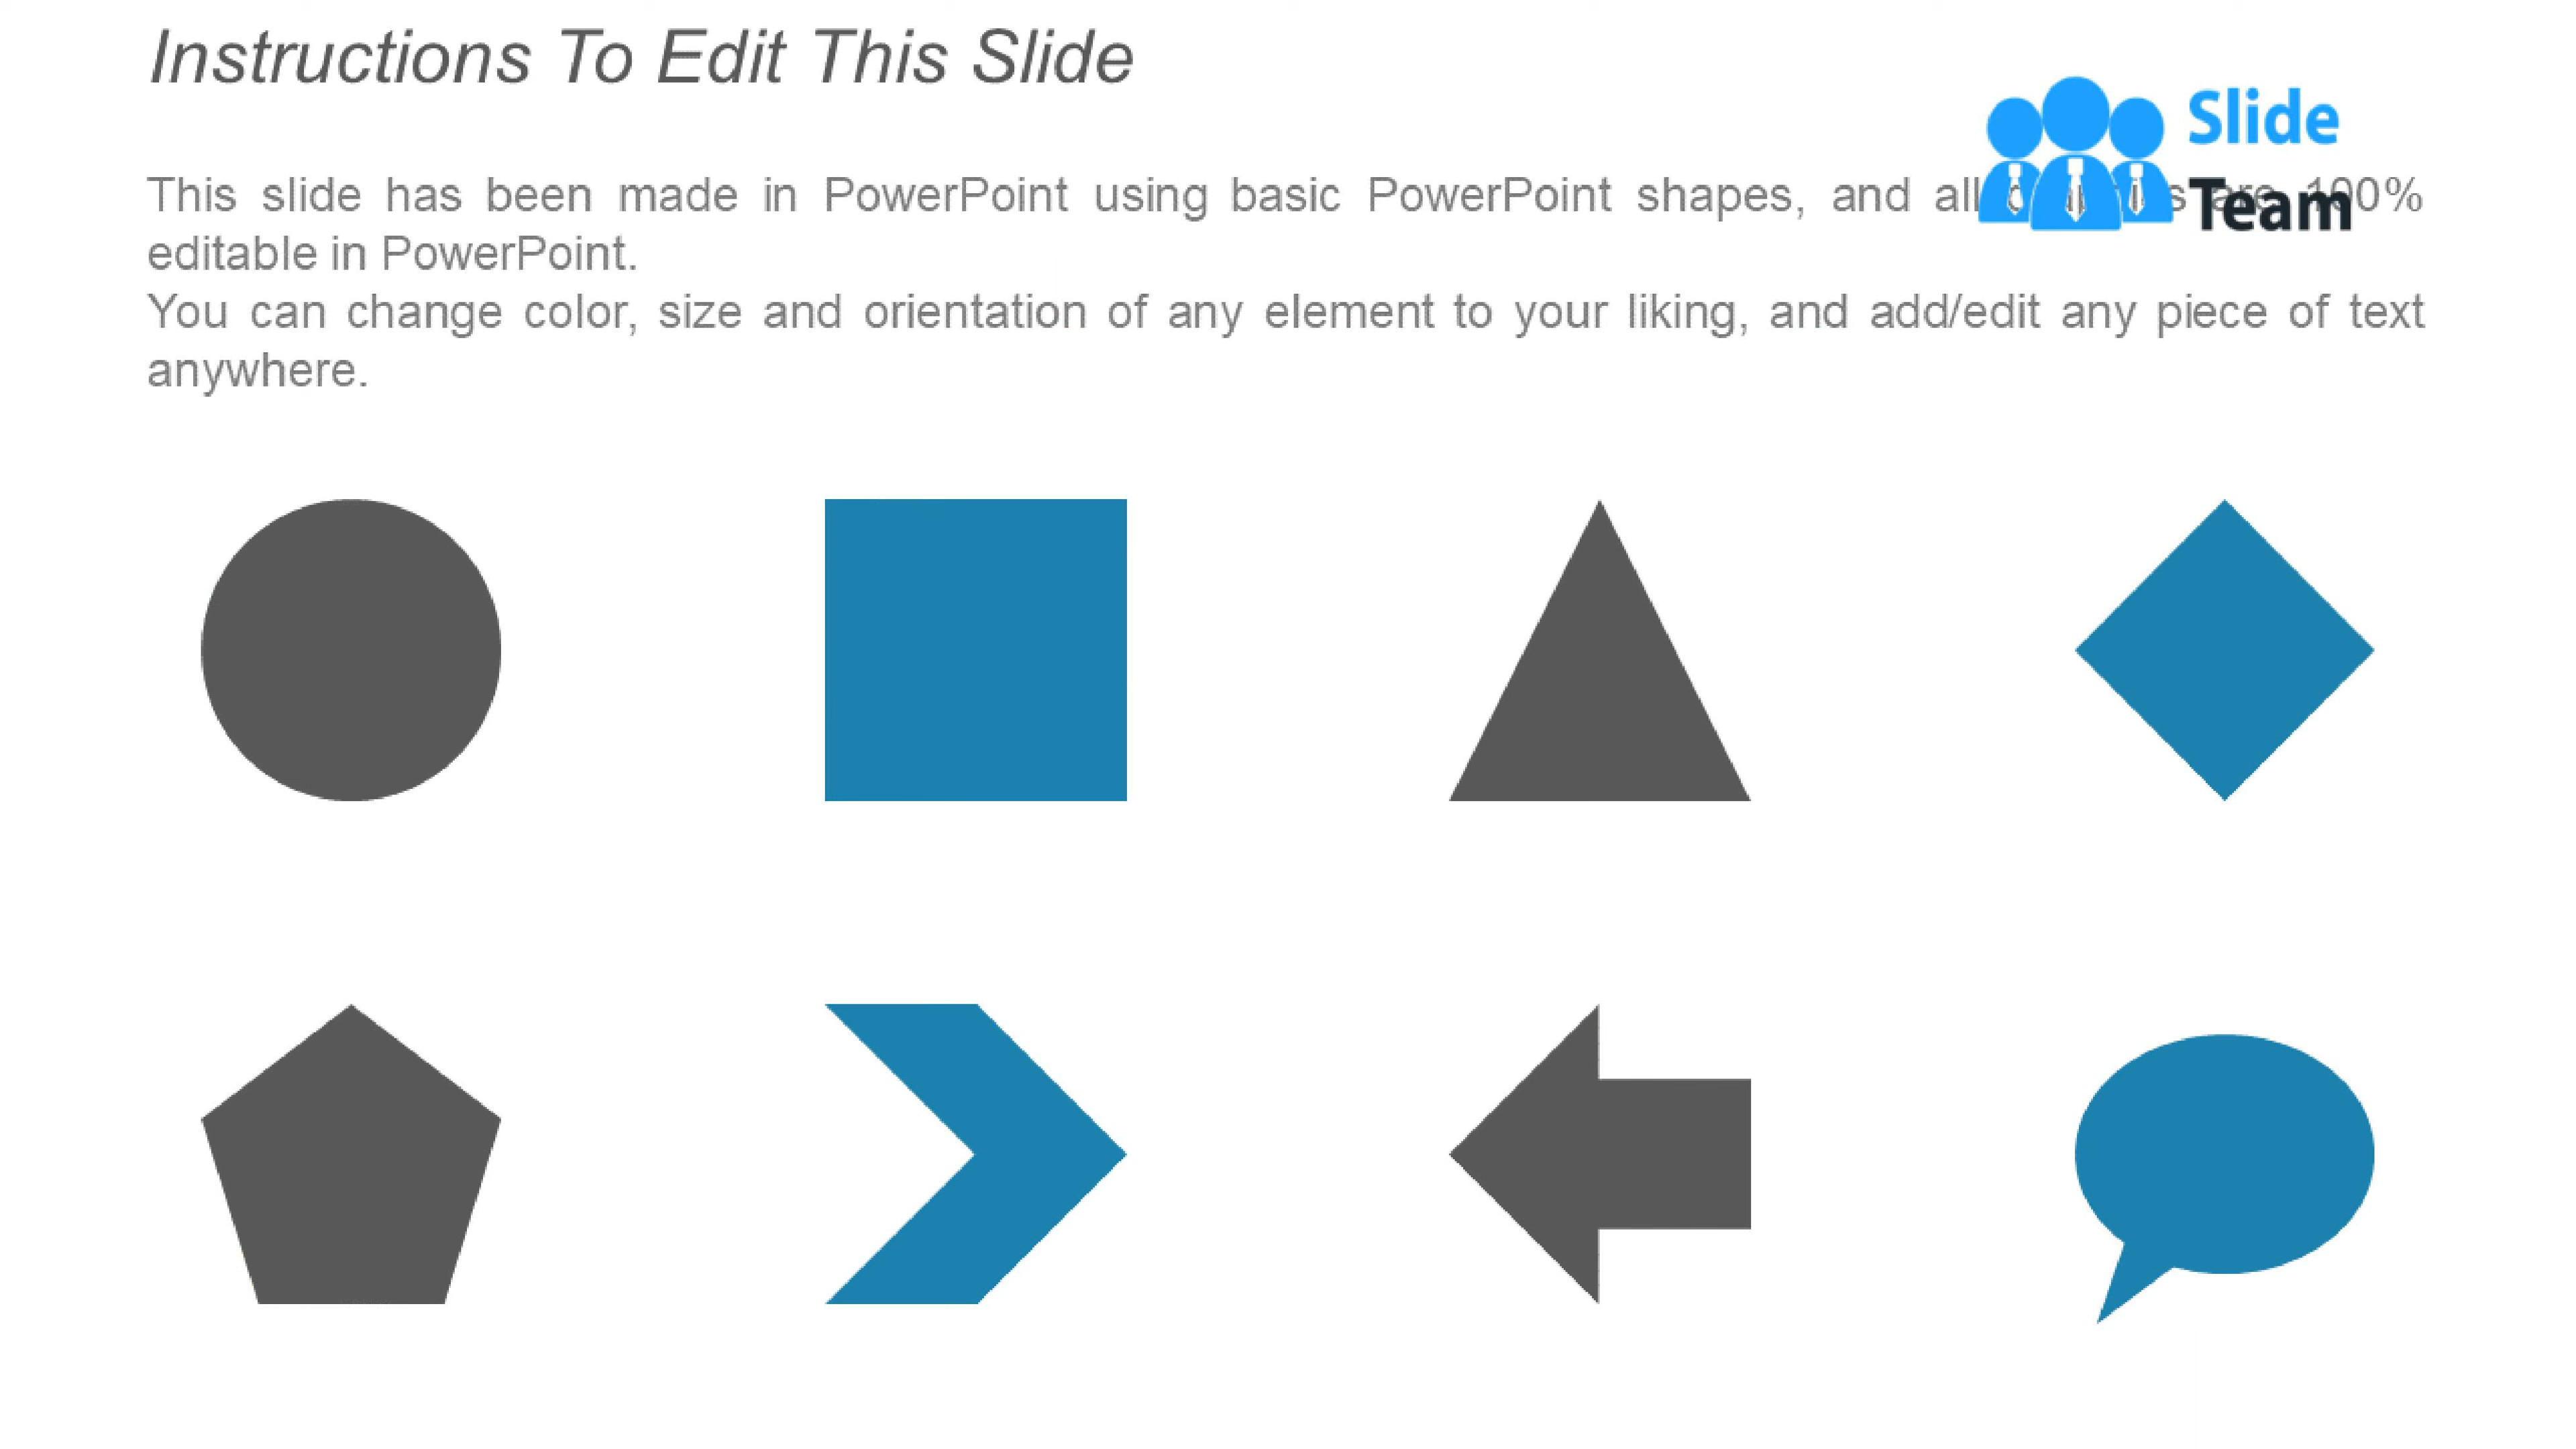 Instructions To Edit This Slide
Slide
Team
This slide has been made in PowerPoint using basic PowerPoint shapes, and all are 100%
editable in PowerPoint.
You can change color, size and orientation of any element to your liking, and add/edit any piece of text
anywhere.